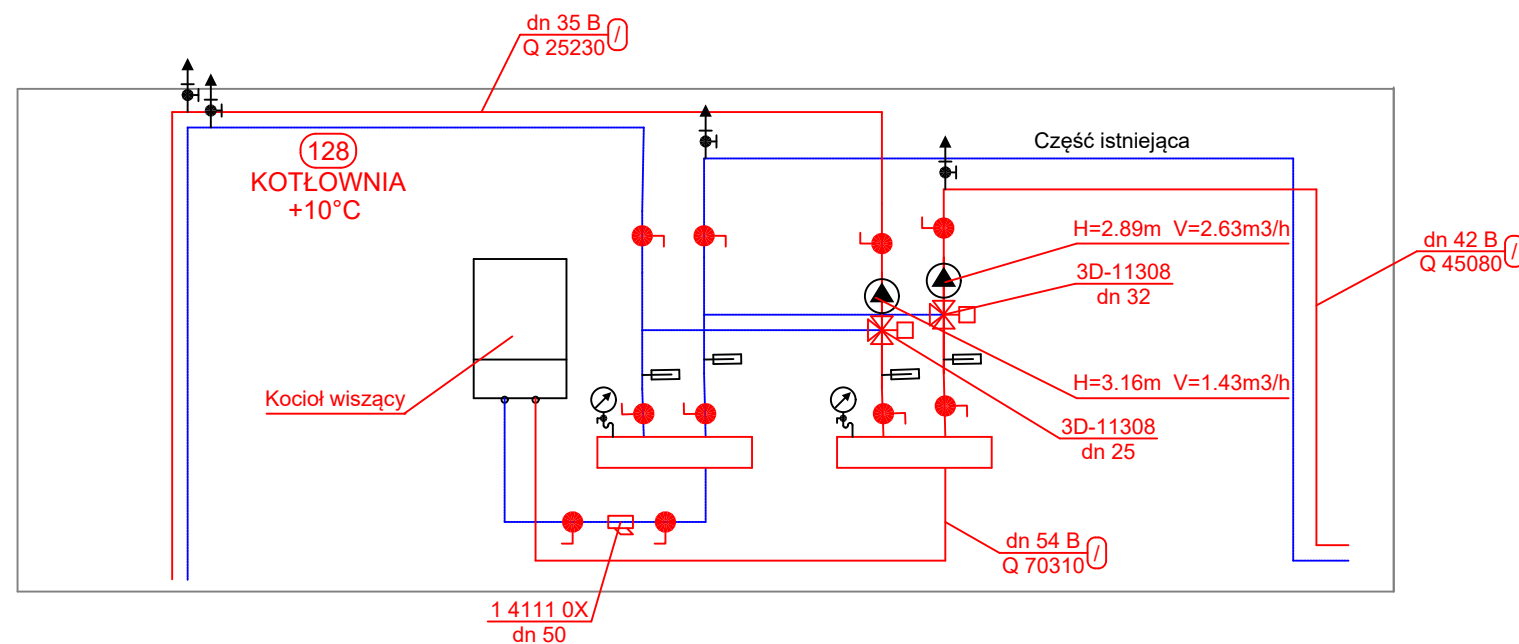 dn 35 B
Q 25230
/
128
KOTŁOWNIA
+10°C
Część istniejąca
H=2.89m V=2.63m3/h
dn 42 B
Q 45080
/
3D-11308
dn 32
Kocioł wiszący
H=3.16m V=1.43m3/h
3D-11308
dn 25
dn 54 B
Q 70310
/
1 4111 0X
dn 50